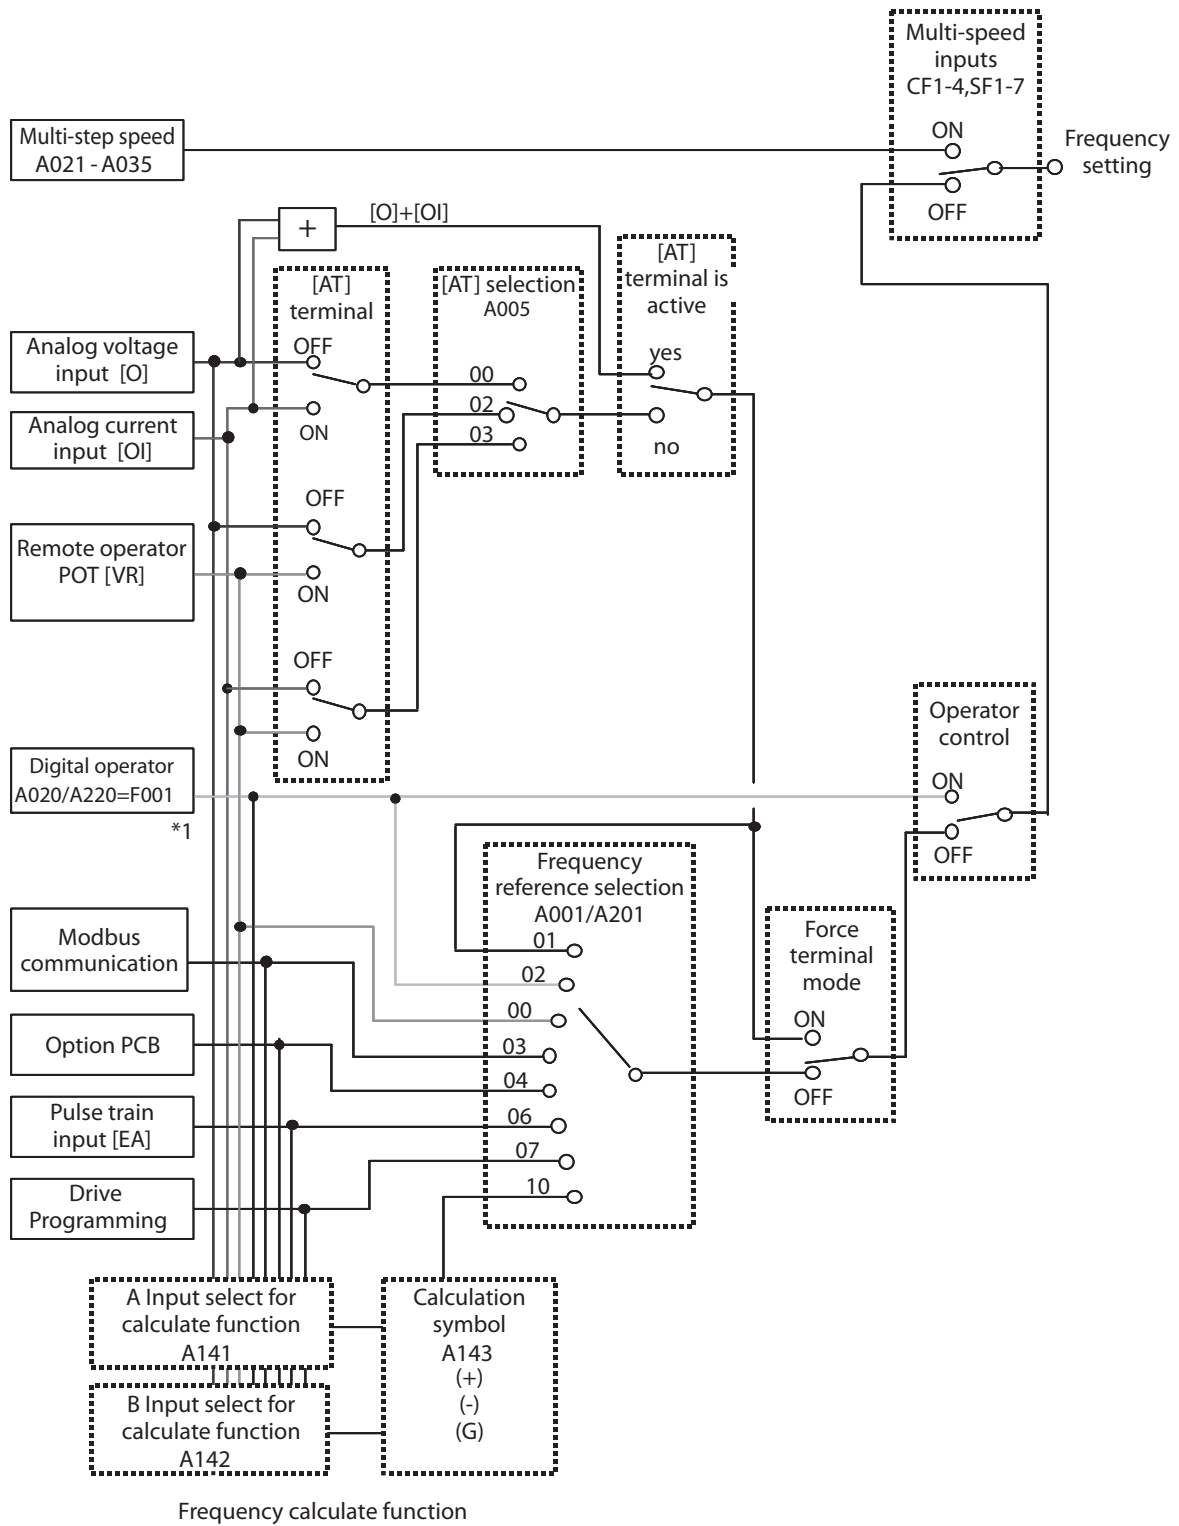 Multi-speed
inputs
CF1-4,SF1-7
ON
OFF
Frequency
setting
Multi-step speed
A021 - A035
+
[O]+[OI]
[AT]
terminal
[AT] selection
A005
[AT]
terminal is
active
yes
no
Analog voltage
input [O]
OFF
ON
00
02
03
Analog current
input [OI]
Remote operator
POT [VR]
OFF
ON
OFF
ON
Digital operator
A020/A220=F001
*1
Operator
control
ON
OFF
Frequency
reference selection
A001/A201
01
02
00
03
04
06
07
10
Force
terminal
mode
ON
OFF
Modbus
communication
Option PCB
Pulse train
input [EA]
Drive
Programming
A Input select for
calculate function
A141
B Input select for
calculate function
A142
Calculation
symbol
A143
(+)
(-)
(G)
Frequency calculate function